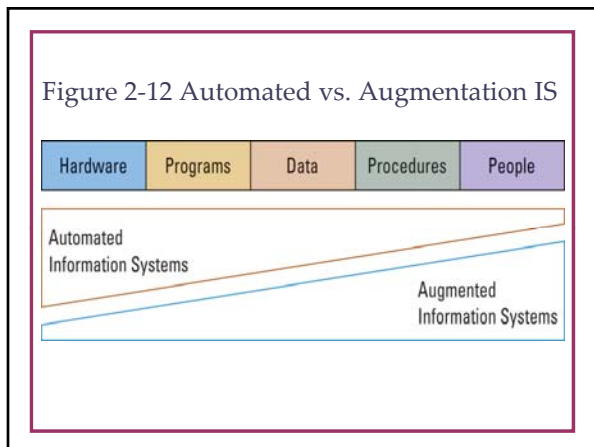 Figure 2-12 Automated vs. Augmentation IS
Hardware Programs Data Procedures People
Automated
Information Systems
Augmented
Information Systems